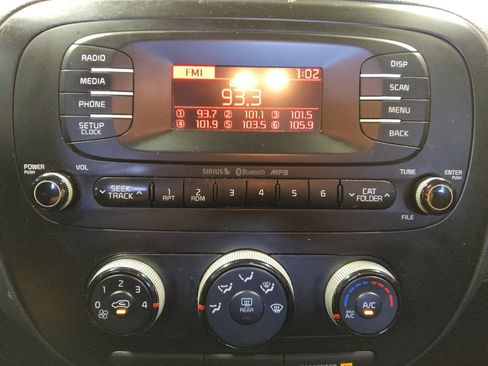 RADIO
MEDIA
PHONE
SETUP
CLOCK
FM1 1:02
93.3
① 93.7 ② 101.1 ③ 101.5
④ 101.9 ⑤ 103.5 ⑥ 105.9
DISP
SCAN
MENU
BACK
POWER
PUSH
VOL
SIRIUS Bluetooth MP3
TUNE
ENTER
PUSH
SEEK
TRACK
1
RPT
2
RDM
3
4
5
6
CAT
FOLDER
FILE
0 1 2 3 4
REAR
MAX
A/C
A/C